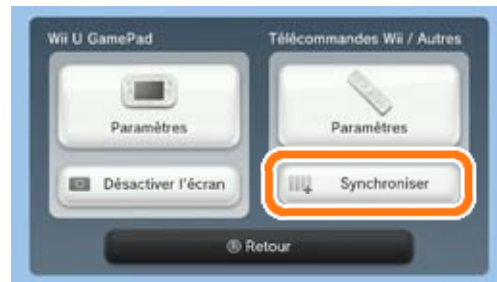 Wii U GamePad
Télécommandes Wii / Autres
Paramètres
Paramètres
Désactiver l'écran
Synchroniser
Ⓑ Retour